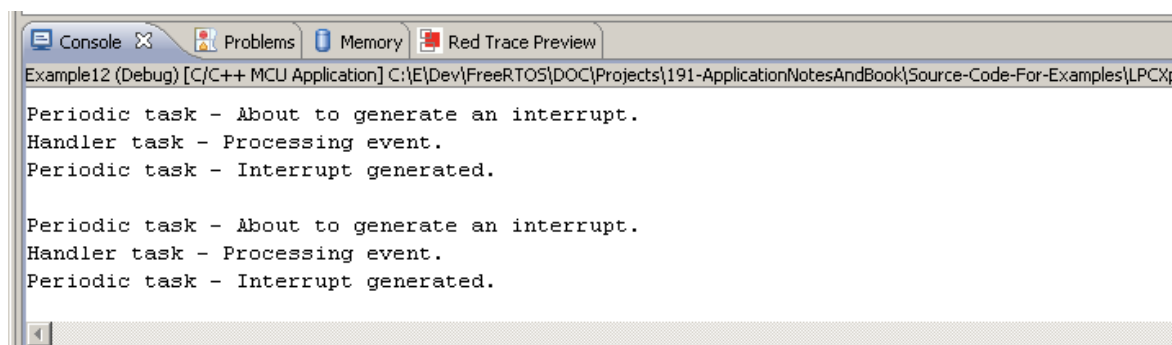 Console Problems Memory Red Trace Preview
Example12 (Debug) [C/C++ MCU Application] C:\E\Dev\FreeRTOS\DOC\Projects\191-ApplicationNotesAndBook\Source-Code-For-Examples\LPCXp
Periodic task - About to generate an interrupt.
Handler task - Processing event.
Periodic task - Interrupt generated.
Periodic task - About to generate an interrupt.
Handler task - Processing event.
Periodic task - Interrupt generated.